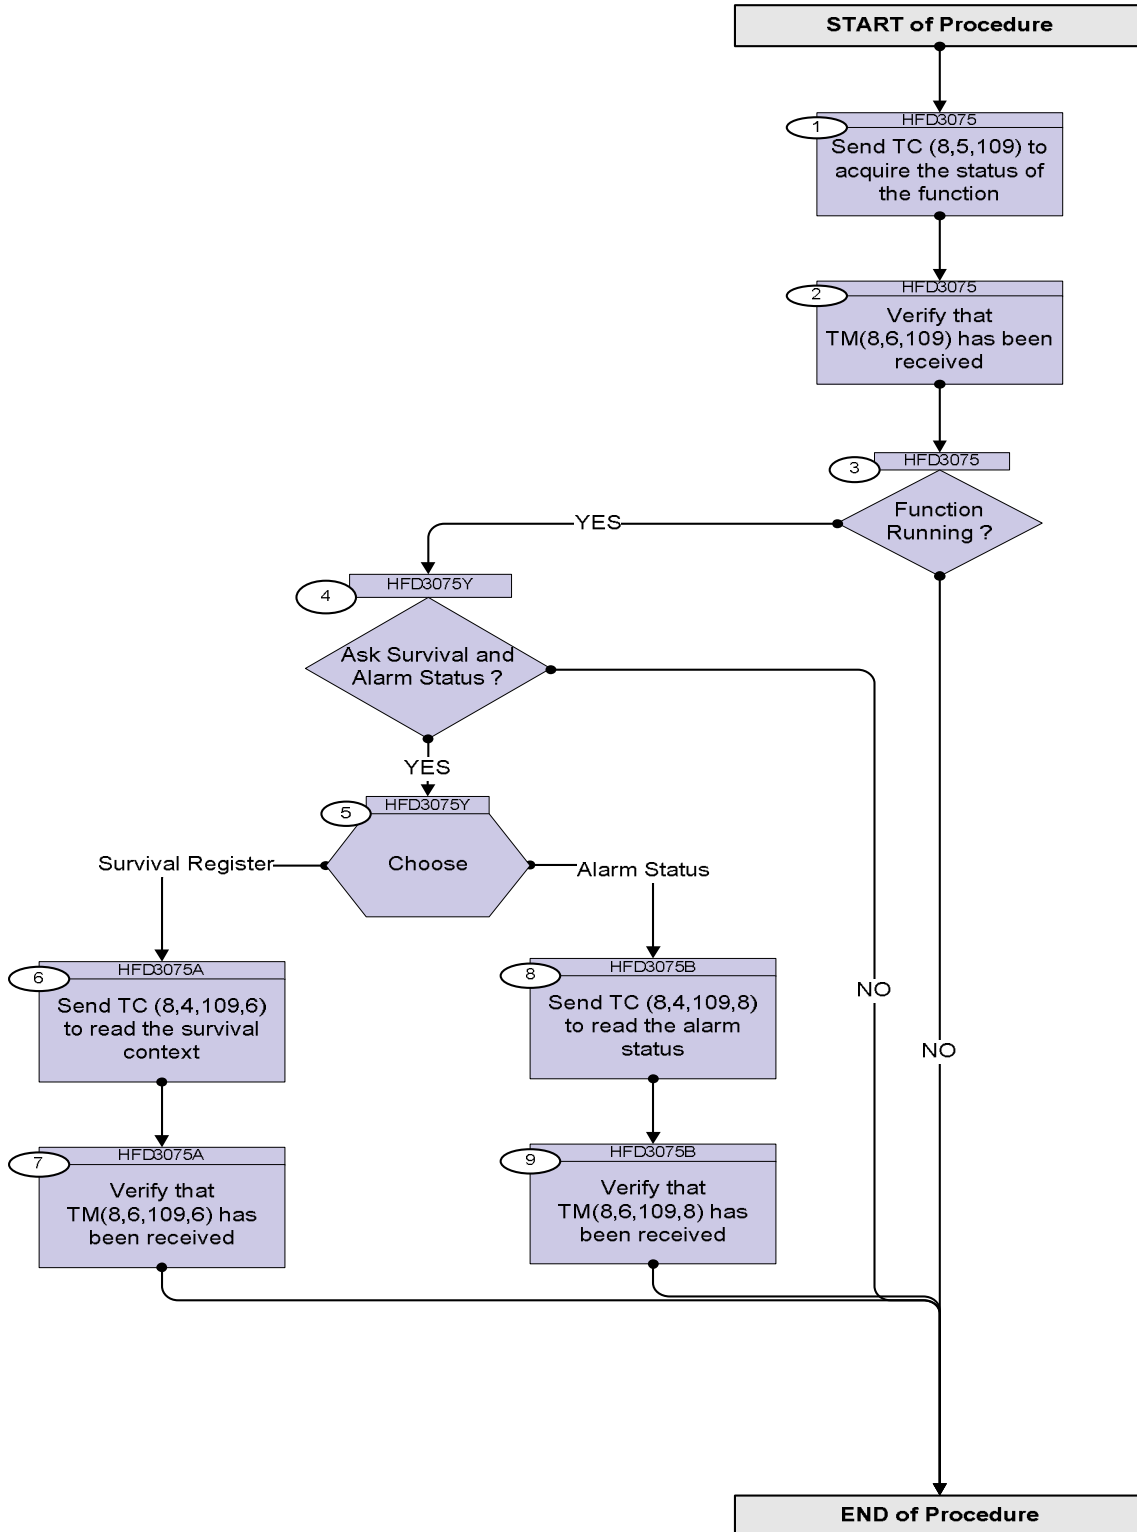 START of Procedure
HFD3075
1
Send TC (8,5,109) to
acquire the status of
the function
HFD3075
2
Verify that
TM(8,6,109) has been
received
HFD3075
3
Function
Running ?
YES
HFD3075Y
4
Ask Survival and
Alarm Status ?
YES
HFD3075Y
5
Choose
Survival Register
Alarm Status
HFD3075A
6
Send TC (8,4,109,6)
to read the survival
context
HFD3075B
8
Send TC (8,4,109,8)
to read the alarm
status
NO
NO
HFD3075A
7
Verify that
TM(8,6,109,6) has
been received
HFD3075B
9
Verify that
TM(8,6,109,8) has
been received
END of Procedure